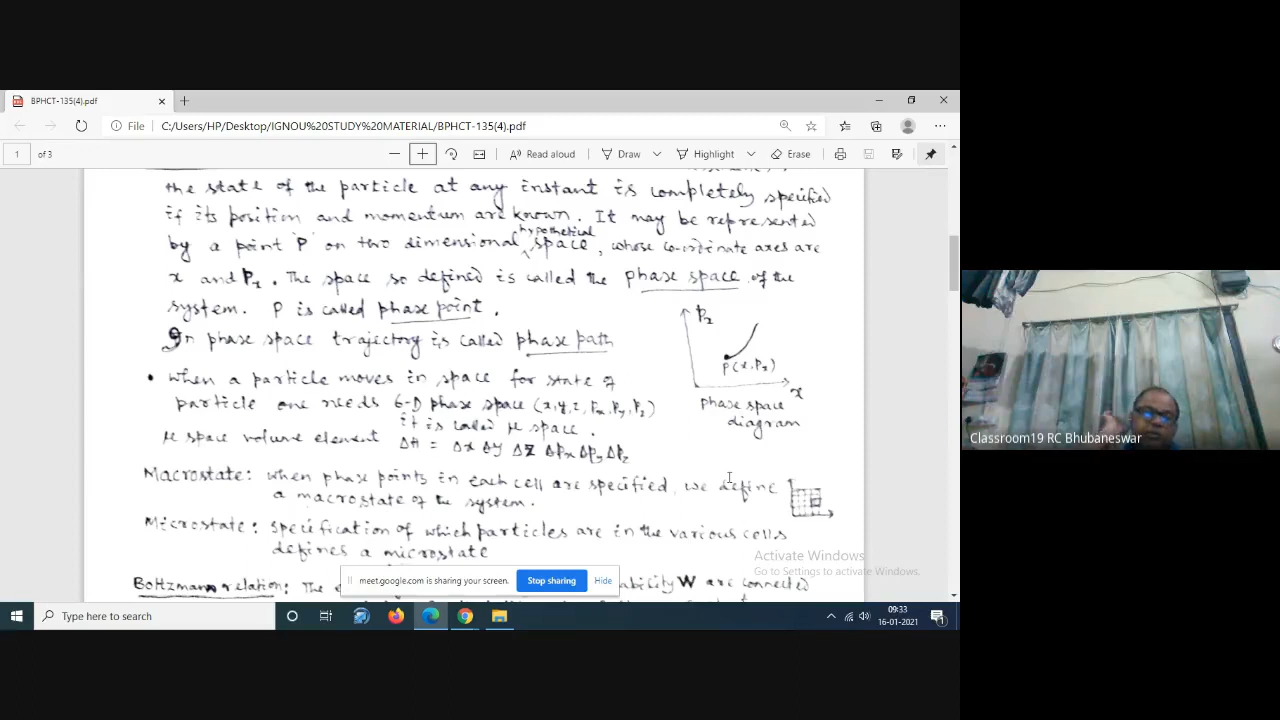 BPHCT-135(4).pdf
File C:/Users/HP/Desktop/IGNOU%20STUDY%20MATERIAL/BPHCT-135(4).pdf
1 of 3 Read aloud Draw Highlight Erase
the state of the particle at any instant is completely specified
if its position and momentum are known. It may be represented
hypothetical
by a point 'P' on two dimensional space, whose co-ordinate axes are
x and Px. The space so defined is called the phase space of the
system. P is called phase point.
In phase space trajectory is called phase path
Px
P(x,Px)
x
phase space
diagram
• When a particle moves in space for state of
particle one needs 6-D phase space (x,y,z, Px, Py, Pz)
it is called μ space.
μ space volume element ΔH = Δx Δy Δz ΔPx ΔPy ΔPz
Macrostate: when phase points in each cell are specified, we define
a macrostate of the system.
Microstate: specification of which particles are in the various cells
defines a microstate
Boltzmann relation: The ability W are connected
meet.google.com is sharing your screen. Stop sharing Hide
Activate Windows
Go to Settings to activate Windows.
Type here to search
09:33
16-01-2021
Classroom19 RC Bhubaneswar